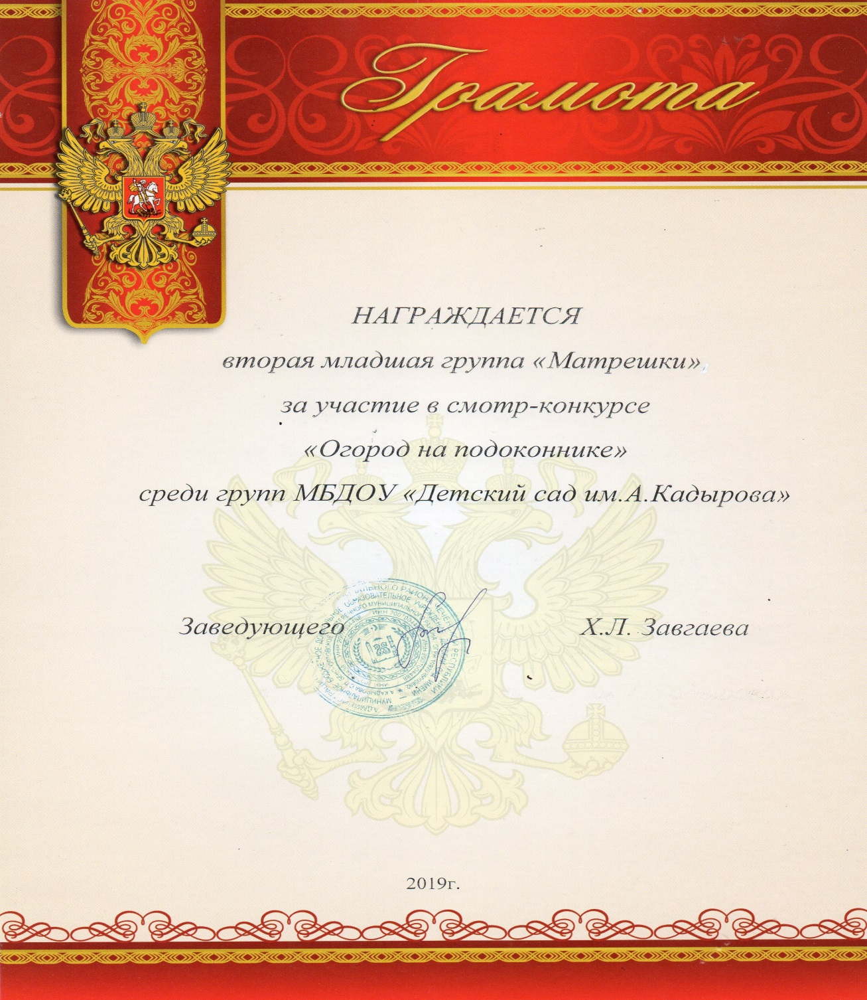 Грамота
НАГРАЖДАЕТСЯ
вторая младшая группа «Матрешки»
за участие в смотр-конкурсе
«Огород на подоконнике»
среди групп МБДОУ «Детский сад им.А.Кадырова»
Заведующего
Х.Л. Завгаева
2019г.